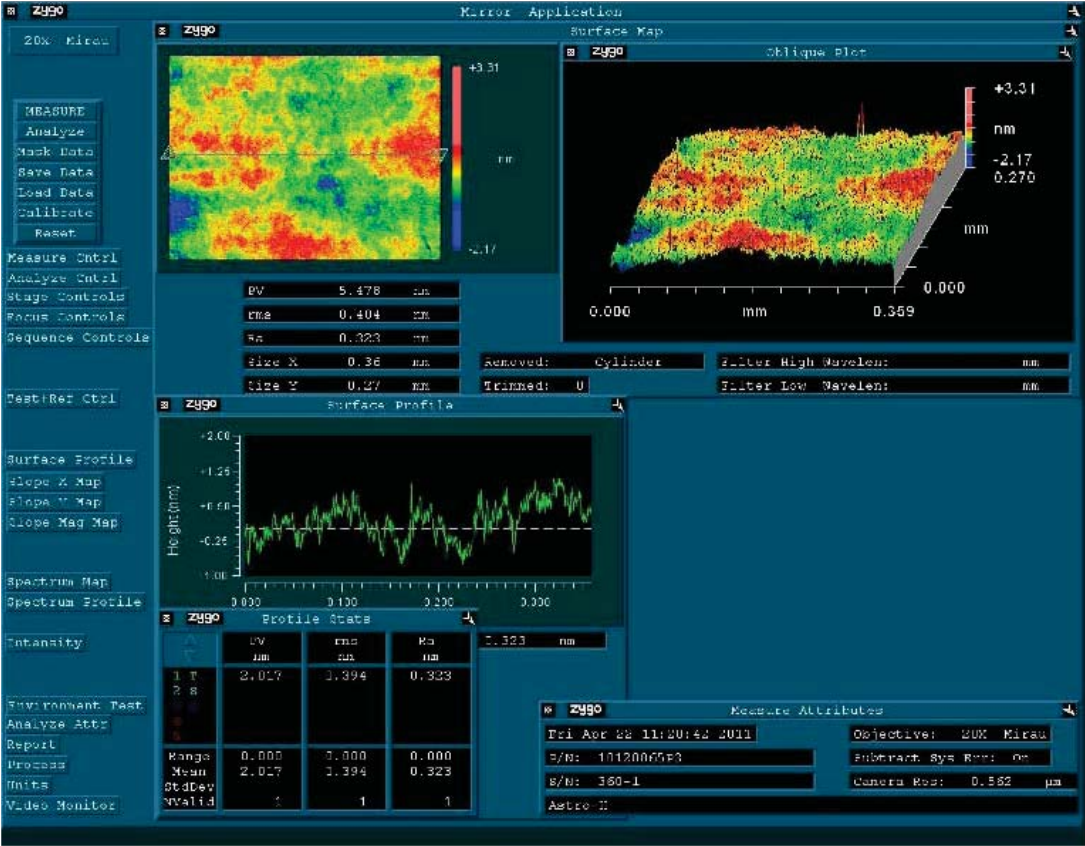 zygo Mirror Application
20X Mirau
MEASURE
Analyze
Mask Data
Save Data
Load Data
Calibrate
Reset
Measure Cntrl
Analyze Cntrl
Stage Controls
Focus Controls
Sequence Controls
Test+Ref Ctrl
Surface Profile
Slope X Map
Slope Y Map
Slope Mag Map
Spectrum Map
Spectrum Profile
Intensity
Environment Test
Analyze Attr
Report
Process
Units
Video Monitor
zygo Surface Map
+3.31
nm
-2.17
zygo Oblique Plot
+3.31
nm
-2.17
0.270
mm
0.000
0.000 mm 0.359
PV 5.478 nm
rms 0.404 nm
Ra 0.323 nm
Size X 0.36 mm
Size Y 0.27 mm
Removed: Cylinder
Trimmed: 0
Filter High Wavelen: mm
Filter Low Wavelen: mm
zygo Surface Profile
+2.00
+1.25
+0.50
-0.25
-1.00
Height (nm)
0.000 0.100 0.200 0.300
0.323 nm
zygo Profile Stats
PV rms Ra
nm nm nm
1 T 2.017 0.394 0.323
2 S
Range 0.000 0.000 0.000
Mean 2.017 0.394 0.323
StdDev
NValid 1 1 1
zygo Measure Attributes
Fri Apr 22 11:20:42 2011
Objective: 20X Mirau
P/N: 10120065P3
Subtract Sys Err: On
S/N: 360-1
Camera Res: 0.562 µm
Astro-H